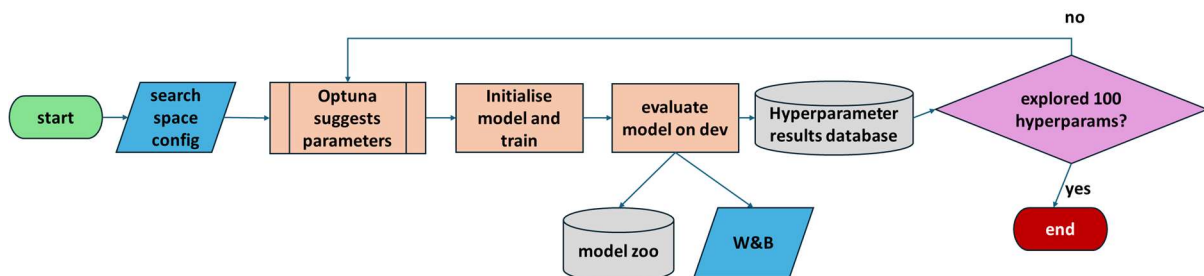 no
start
search
space
config
Optuna
suggests
parameters
Initialise
model and
train
evaluate
model on dev
Hyperparameter
results database
explored 100
hyperparams?
yes
model zoo
W&B
end